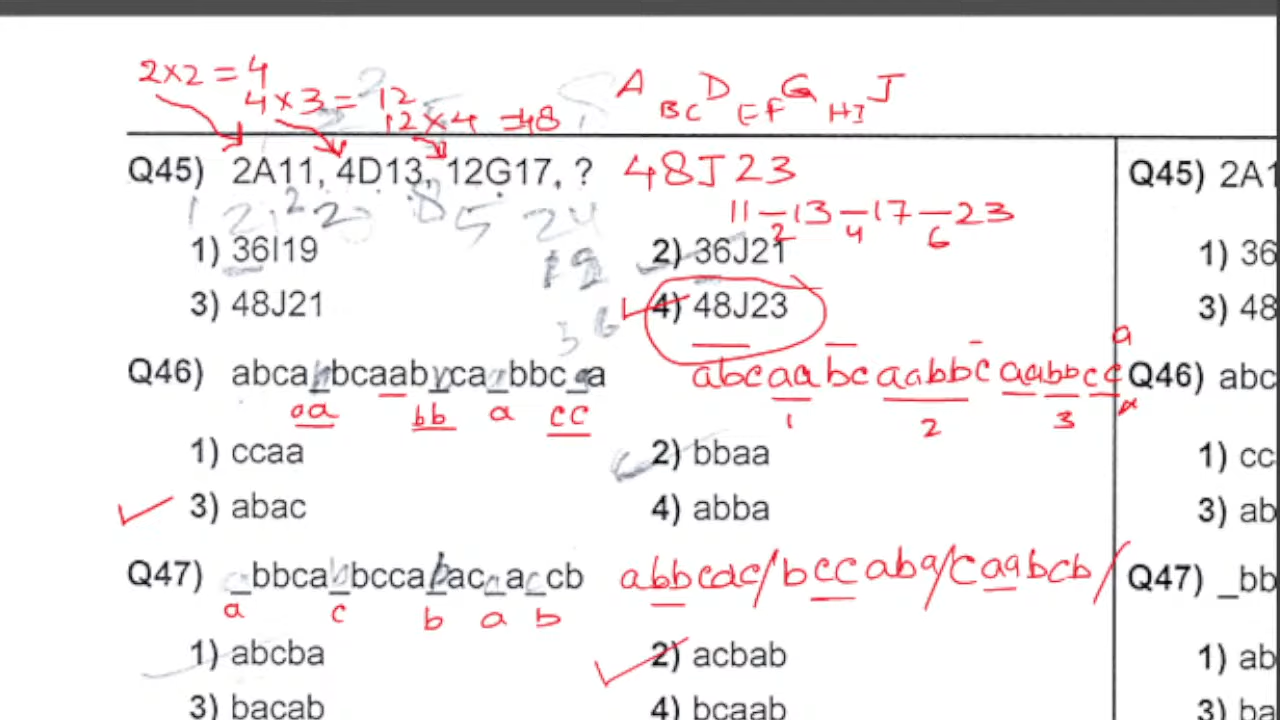 2x2=4
4x3=12
12x4=48
A BC D EF G HI J
Q45) 2A11, 4D13, 12G17, ? 48J23
Q45) 2A1
11-13-17-23
2 4 6
1) 36I19
2) 36J21
1) 36
3) 48J21
4) 48J23
3) 48
Q46) abca_bcaab_ca_bbc_a
abcaabcaabbcaabbcca
Q46) abc
aa bb a cc
1 2 3
1) ccaa
2) bbaa
1) cc
3) abac
4) abba
3) ab
Q47) _bbca_bcca_ac_a_cb
abbcac/bccaba/caabcb/
Q47) _bb
a c b a b
1) abcba
2) acbab
1) ab
3) bacab
4) bcaab
3) ba